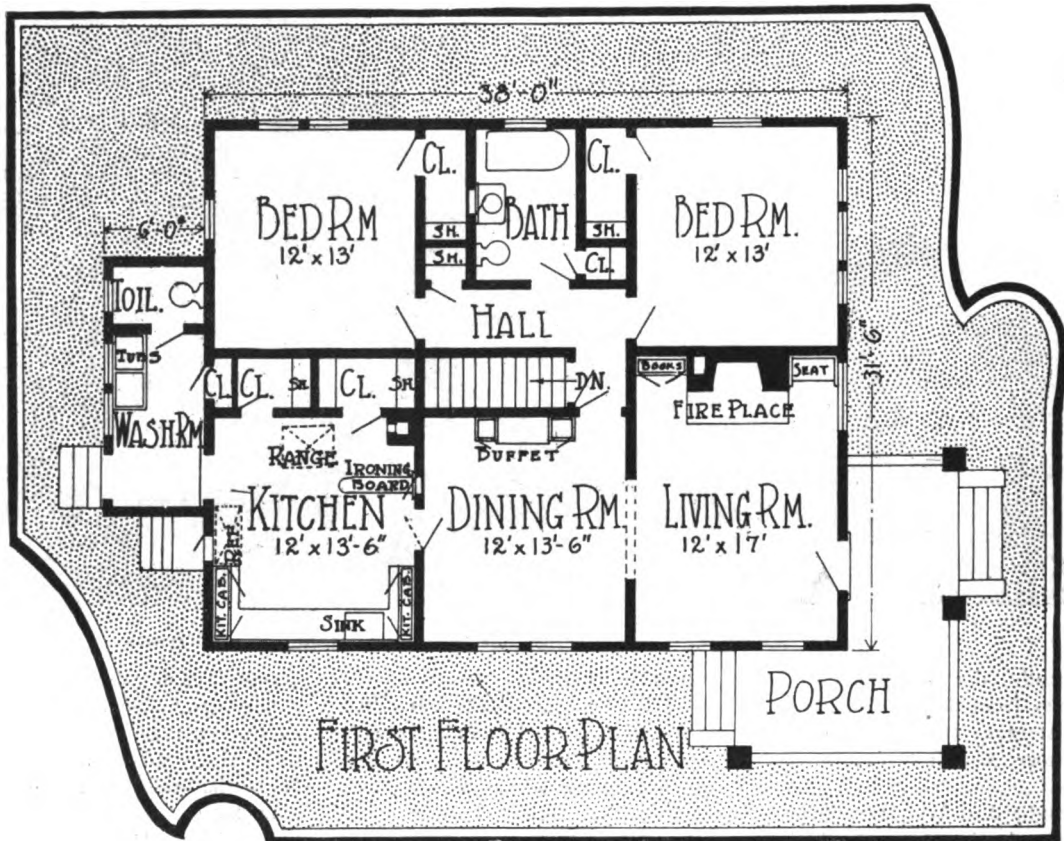 38'-0"
CL.
CL.
BED RM
12' x 13'
BATH
BED RM.
12' x 13'
SH.
SH.
SH.
CL.
6'-0"
TOIL.
HALL
31'-6"
TUBS
CL.
CL.
SH.
CL.
SH.
DN.
BOOKS
SEAT
FIRE PLACE
WASH RM
RANGE
BUFFET
IRONING
BOARD
KITCHEN
12' x 13'-6"
DINING RM.
12' x 13'-6"
LIVING RM.
12' x 17'
REF
KIT. CAB.
SINK
KIT. CAB.
PORCH
FIRST FLOOR PLAN